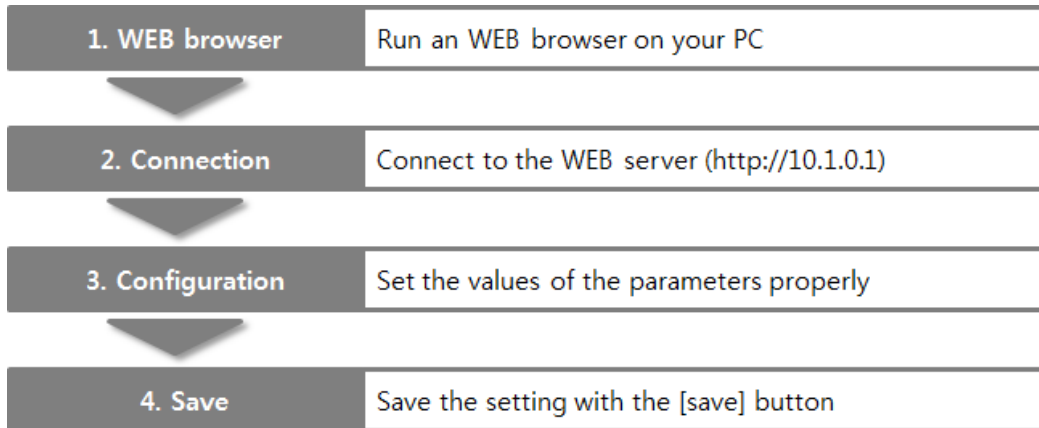 1. WEB browser Run an WEB browser on your PC
2. Connection Connect to the WEB server (http://10.1.0.1)
3. Configuration Set the values of the parameters properly
4. Save Save the setting with the [save] button